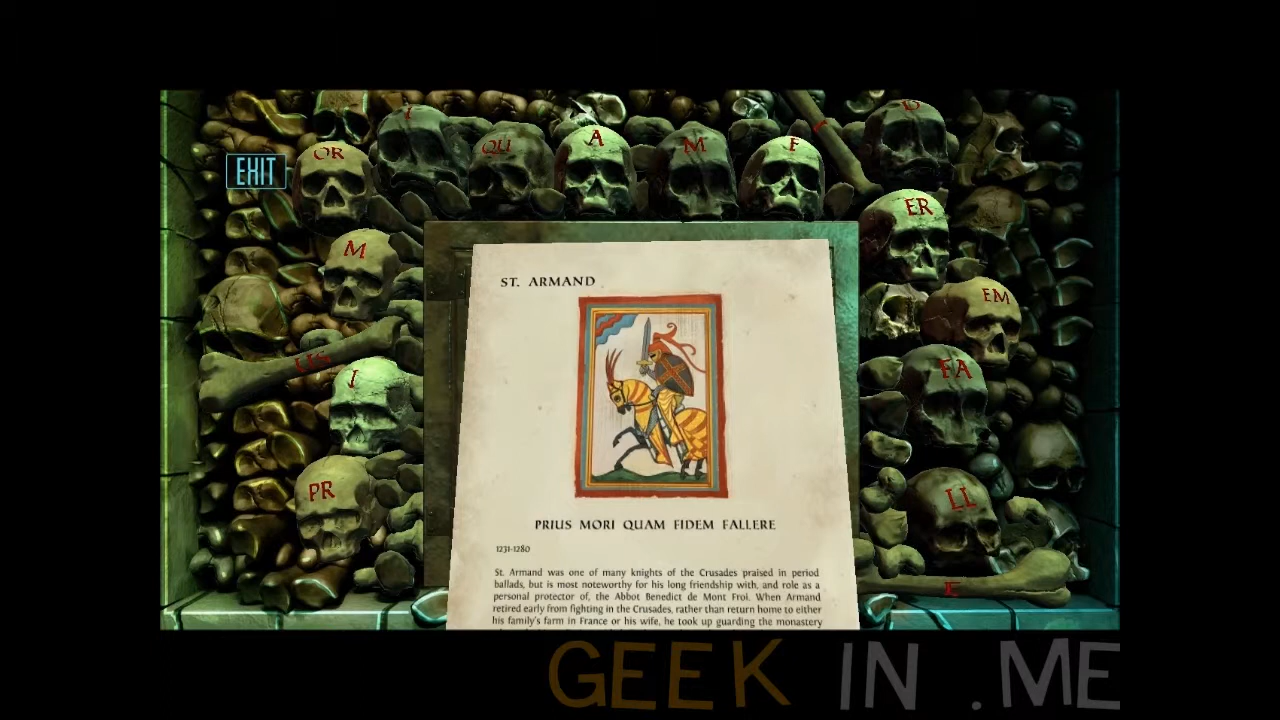 I
D
OR
QU
A
M
F
I
EXIT
ER
M
EM
ST. ARMAND
US
I
FA
PR
LL
PRIUS MORI QUAM FIDEM FALLERE
1231-1280
E
St. Armand was one of many knights of the Crusades praised in period
ballads, but is most noteworthy for his long friendship with, and role as a
personal protector of, the Abbot Benedict de Mont Froi. When Armand
retired early from fighting in the Crusades, rather than return home to either
his family's farm in France or his wife, he took up guarding the monastery
GEEK IN .ME